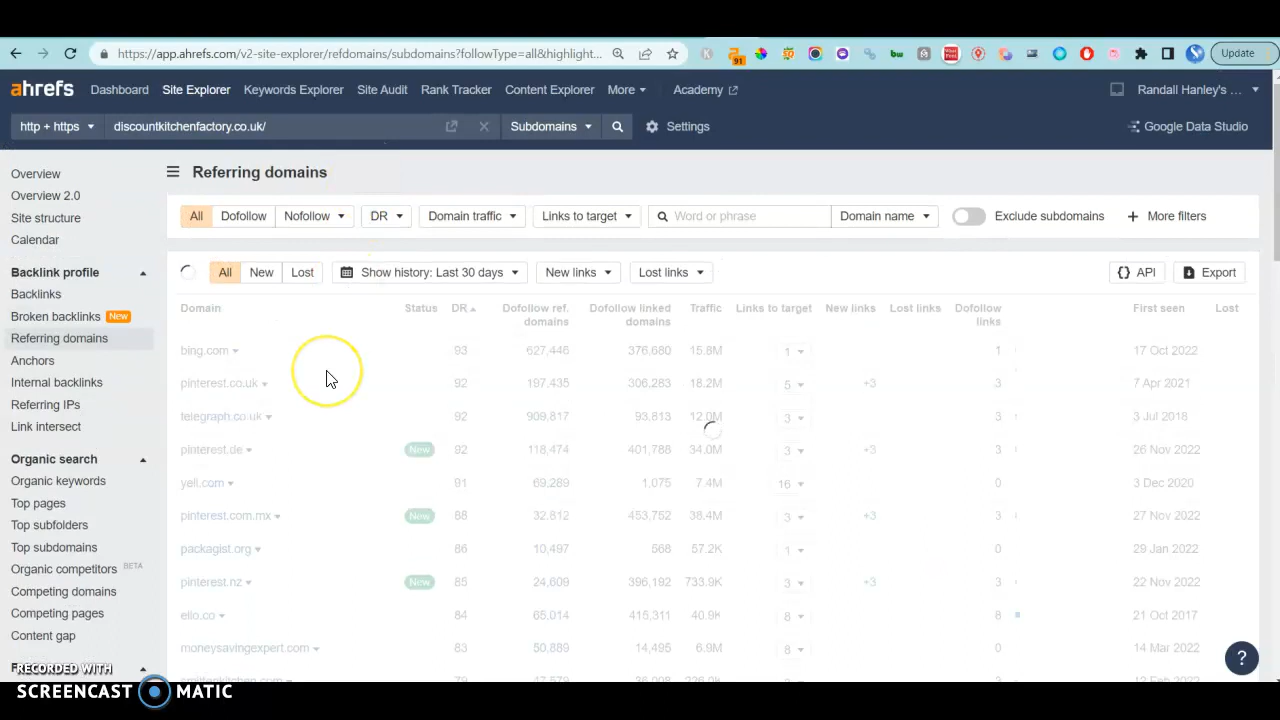 https://app.ahrefs.com/v2-site-explorer/refdomains/subdomains?followType=all&highlight...
91
Update
ahrefs
Dashboard Site Explorer Keywords Explorer Site Audit Rank Tracker Content Explorer More Academy Randall Hanley's ...
http + https discountkitchenfactory.co.uk/ Subdomains Settings Google Data Studio
Overview
Overview 2.0
Site structure
Calendar
Backlink profile
Backlinks
Broken backlinks New
Referring domains
Anchors
Internal backlinks
Referring IPs
Link intersect
Organic search
Organic keywords
Top pages
Top subfolders
Top subdomains
Organic competitors BETA
Competing domains
Competing pages
Content gap
Referring domains
All Dofollow Nofollow DR Domain traffic Links to target Word or phrase Domain name Exclude subdomains + More filters
All New Lost Show history: Last 30 days New links Lost links {} API Export
Domain Status DR Dofollow ref. domains Dofollow linked domains Traffic Links to target New links Lost links Dofollow links First seen Lost
bing.com 93 627,446 376,680 15.8M 1 1 17 Oct 2022
pinterest.co.uk 92 197,435 306,283 18.2M 5 +3 3 7 Apr 2021
telegraph.co.uk 92 909,817 93,813 12.0M 3 3 3 Jul 2018
pinterest.de New 92 118,474 401,788 34.0M 3 +3 3 26 Nov 2022
yell.com 91 69,289 1,075 7.4M 16 0 3 Dec 2020
pinterest.com.mx New 88 32,812 453,752 38.4M 3 +3 3 27 Nov 2022
packagist.org 86 10,497 568 57.2K 1 0 29 Jan 2022
pinterest.nz New 85 24,609 396,192 733.9K 3 +3 3 22 Nov 2022
ello.co 84 65,014 415,311 40.9K 8 8 21 Oct 2017
moneysavingexpert.com 83 50,889 14,495 6.9M 8 0 14 Mar 2022
?
RECORDED WITH
SCREENCAST MATIC